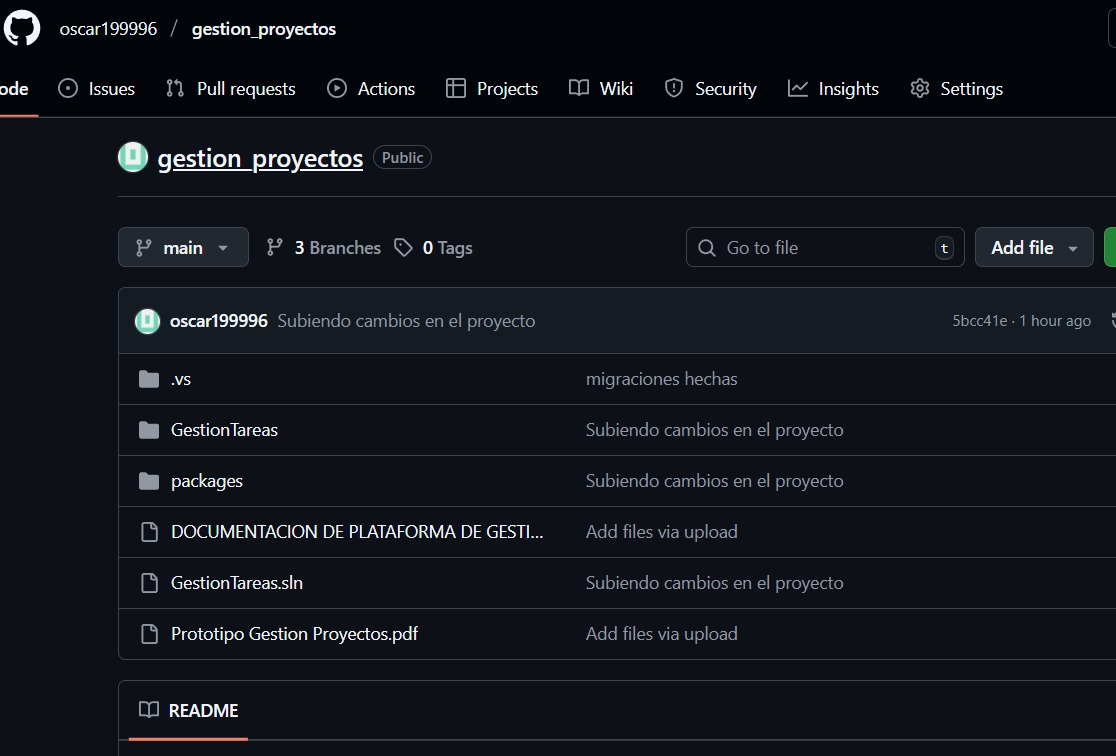 oscar199996 / gestion_proyectos
ode Issues Pull requests Actions Projects Wiki Security Insights Settings
gestion_proyectos Public
main 3 Branches 0 Tags Go to file t Add file
oscar199996 Subiendo cambios en el proyecto 5bcc41e · 1 hour ago
.vs migraciones hechas
GestionTareas Subiendo cambios en el proyecto
packages Subiendo cambios en el proyecto
DOCUMENTACION DE PLATAFORMA DE GESTI... Add files via upload
GestionTareas.sln Subiendo cambios en el proyecto
Prototipo Gestion Proyectos.pdf Add files via upload
README